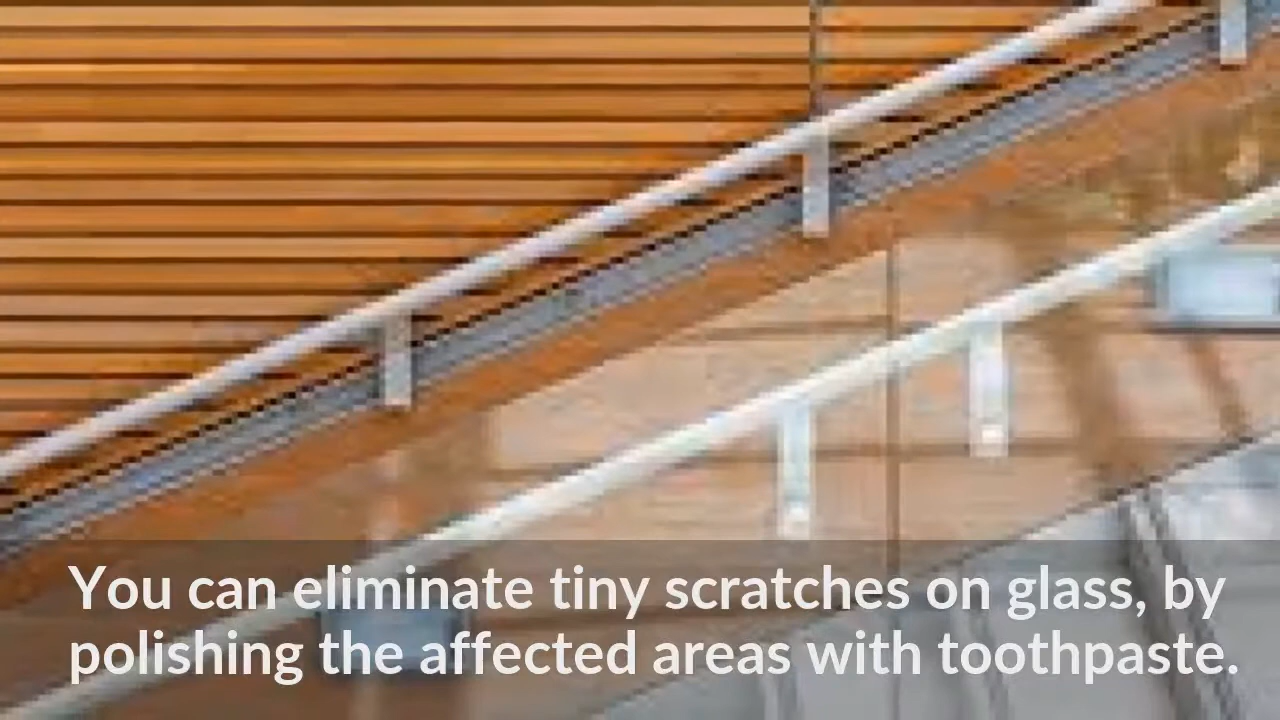 You can eliminate tiny scratches on glass, by
polishing the affected areas with toothpaste.